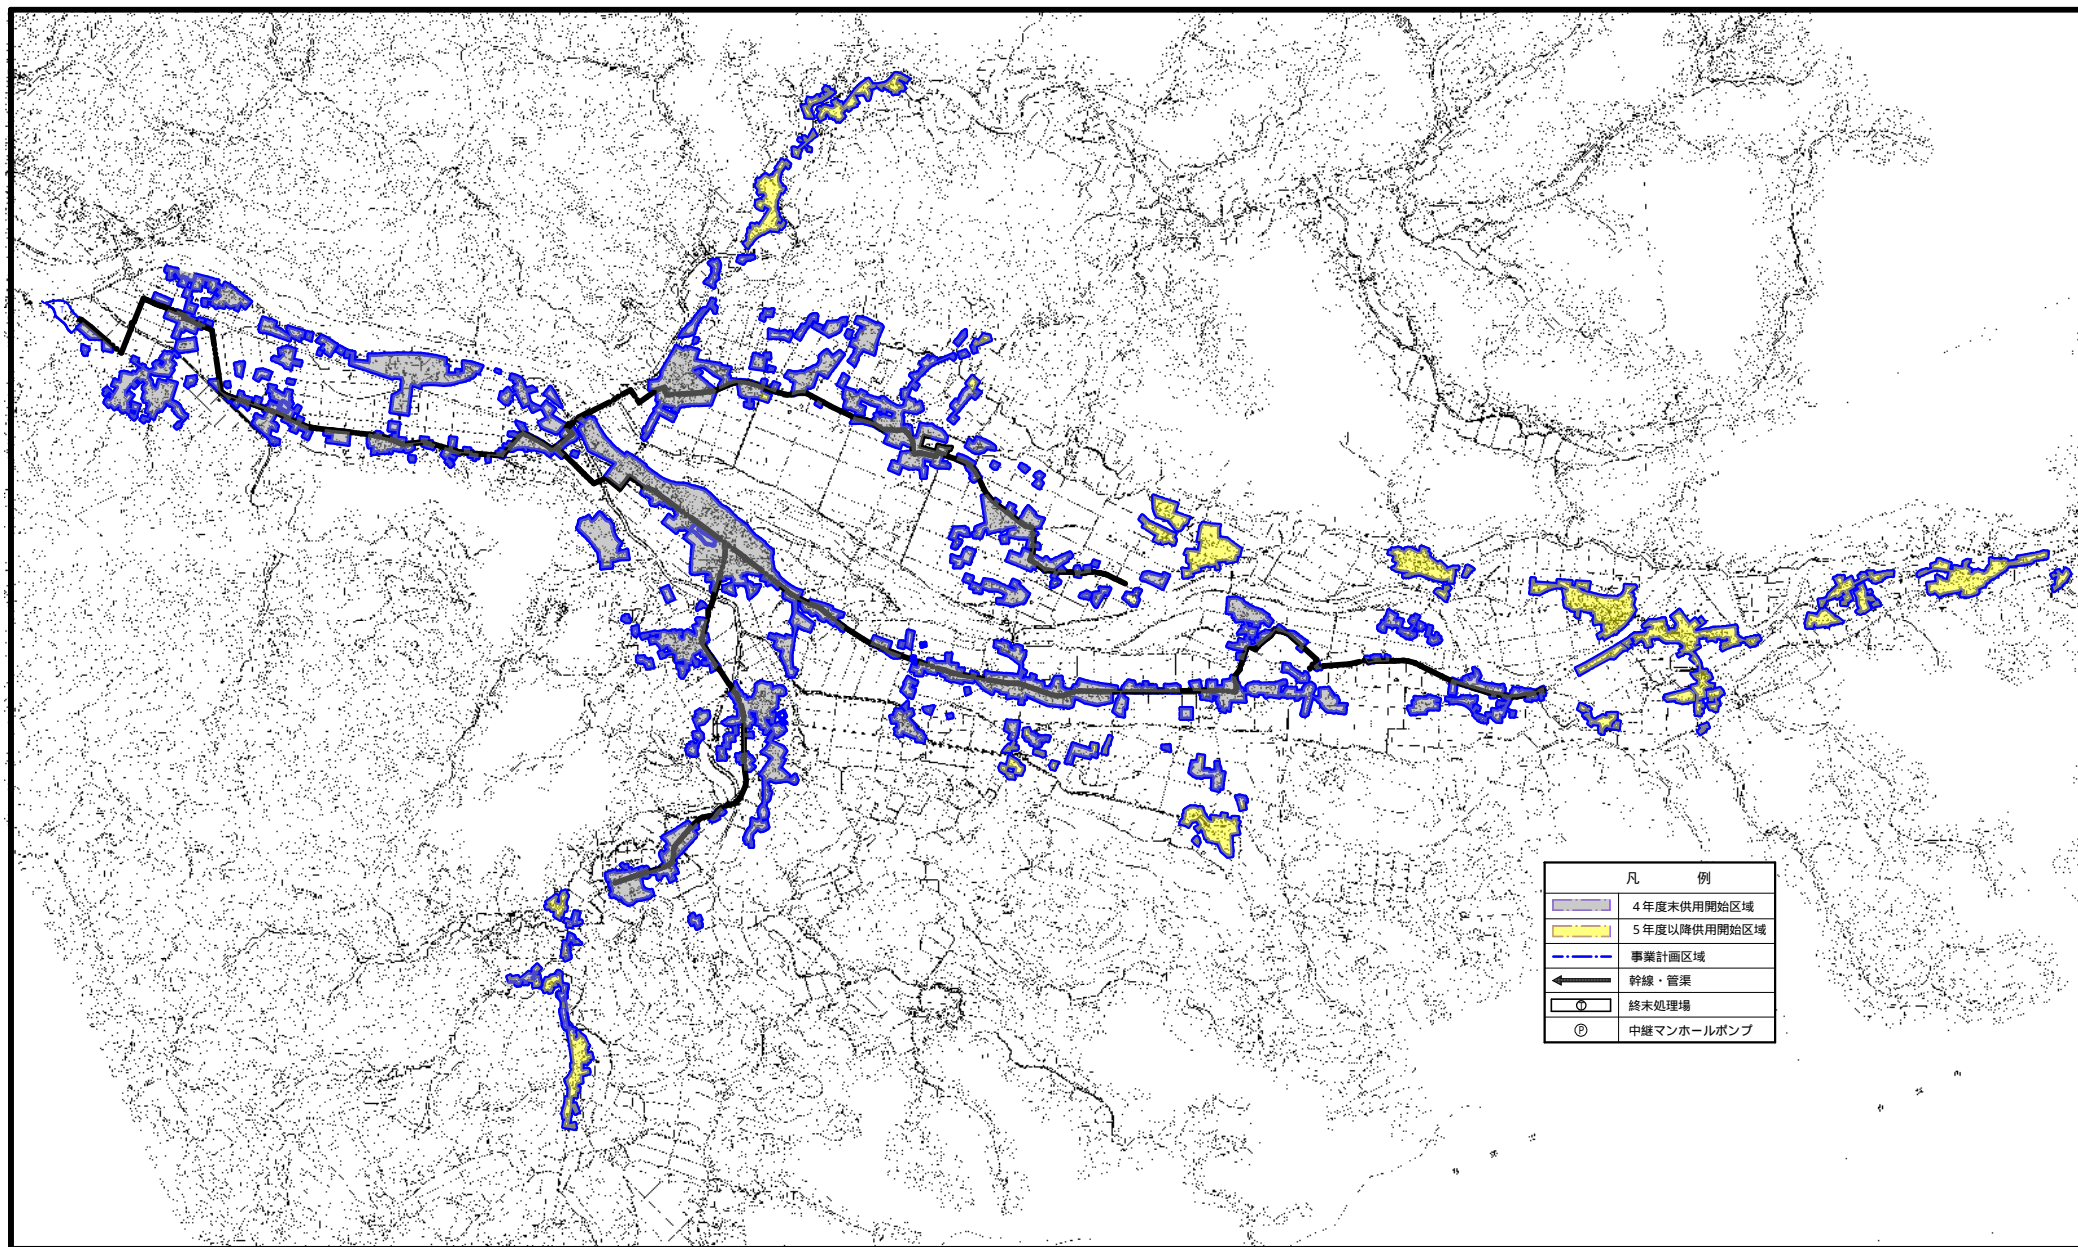 凡 例
4年度末供用開始区域
5年度以降供用開始区域
事業計画区域
幹線・管渠
Ⓣ 終末処理場
Ⓟ 中継マンホールポンプ